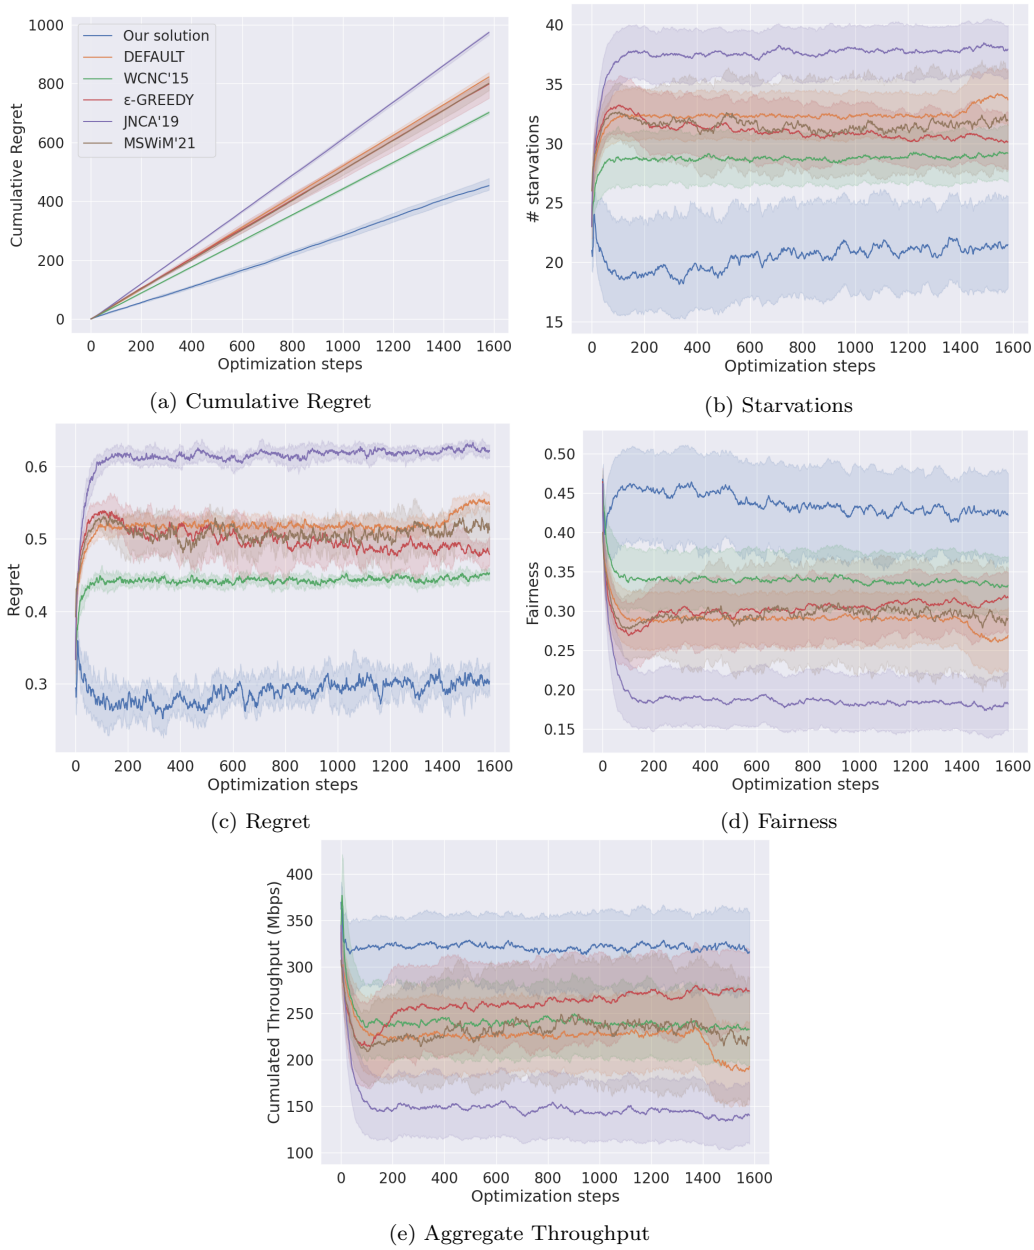 Our solution
DEFAULT
WCNC'15
ε-GREEDY
JNCA'19
MSWiM'21
Cumulative Regret
1000
800
600
400
200
0
0 200 400 600 800 1000 1200 1400 1600
Optimization steps
(a) Cumulative Regret
# starvations
40
35
30
25
20
15
0 200 400 600 800 1000 1200 1400 1600
Optimization steps
(b) Starvations
Regret
0.6
0.5
0.4
0.3
0 200 400 600 800 1000 1200 1400 1600
Optimization steps
(c) Regret
Fairness
0.50
0.45
0.40
0.35
0.30
0.25
0.20
0.15
0 200 400 600 800 1000 1200 1400 1600
Optimization steps
(d) Fairness
Cumulated Throughput (Mbps)
400
350
300
250
200
150
100
0 200 400 600 800 1000 1200 1400 1600
Optimization steps
(e) Aggregate Throughput